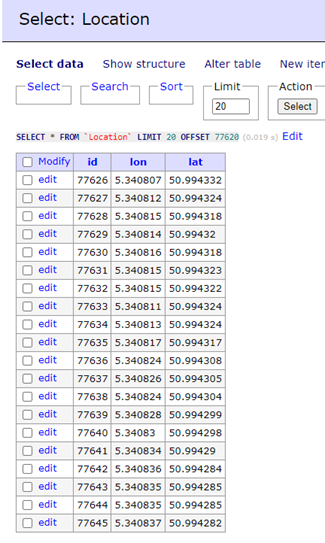 Select: Location
Select data Show structure Alter table New iter
Select Search Sort Limit Action
20 Select
SELECT * FROM `Location` LIMIT 20 OFFSET 77620 (0.019 s) Edit
Modify id lon lat
edit 77626 5.340807 50.994332
edit 77627 5.340812 50.994324
edit 77628 5.340815 50.994318
edit 77629 5.340814 50.99432
edit 77630 5.340816 50.994318
edit 77631 5.340815 50.994323
edit 77632 5.340815 50.994322
edit 77633 5.340811 50.994324
edit 77634 5.340813 50.994324
edit 77635 5.340817 50.994317
edit 77636 5.340824 50.994308
edit 77637 5.340826 50.994305
edit 77638 5.340824 50.994304
edit 77639 5.340828 50.994299
edit 77640 5.34083 50.994298
edit 77641 5.340834 50.99429
edit 77642 5.340836 50.994284
edit 77643 5.340835 50.994285
edit 77644 5.340835 50.994285
edit 77645 5.340837 50.994282